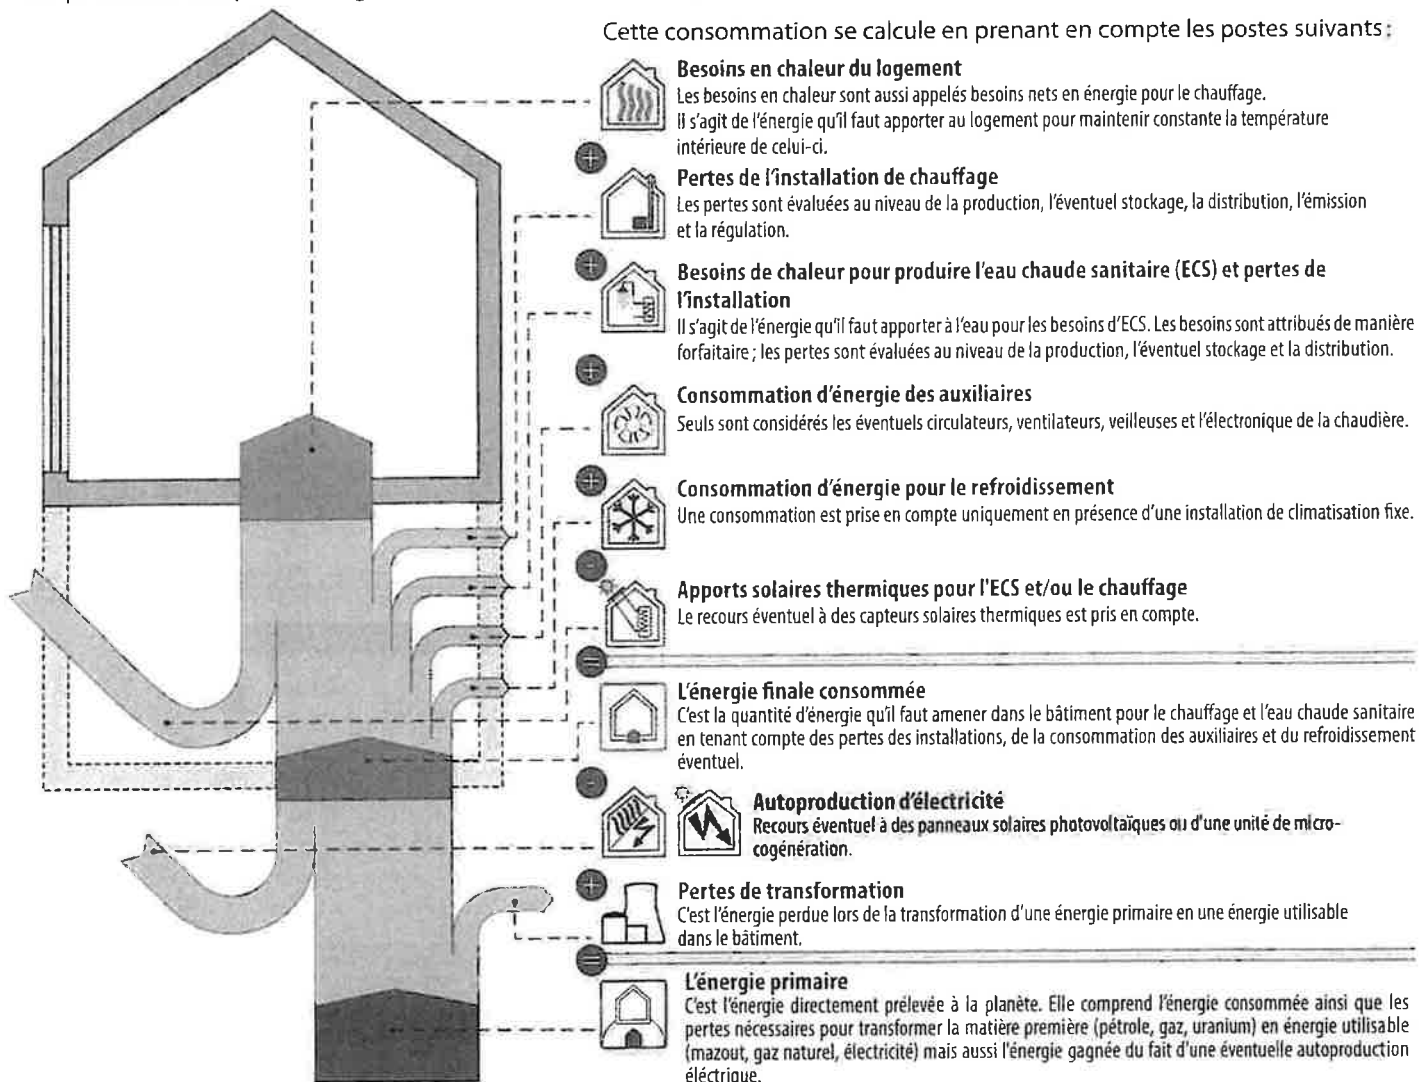 Cette consommation se calcule en prenant en compte les postes suivants :
Besoins en chaleur du logement
Les besoins en chaleur sont aussi appelés besoins nets en énergie pour le chauffage.
Il s'agit de l'énergie qu'il faut apporter au logement pour maintenir constante la température
intérieure de celui-ci.
+
Pertes de l'installation de chauffage
Les pertes sont évaluées au niveau de la production, l'éventuel stockage, la distribution, l'émission
et la régulation.
+
Besoins de chaleur pour produire l'eau chaude sanitaire (ECS) et pertes de
l'installation
Il s'agit de l'énergie qu'il faut apporter à l'eau pour les besoins d'ECS. Les besoins sont attribués de manière
forfaitaire ; les pertes sont évaluées au niveau de la production, l'éventuel stockage et la distribution.
+
Consommation d'énergie des auxiliaires
Seuls sont considérés les éventuels circulateurs, ventilateurs, veilleuses et l'électronique de la chaudière.
+
Consommation d'énergie pour le refroidissement
Une consommation est prise en compte uniquement en présence d'une installation de climatisation fixe.
-
Apports solaires thermiques pour l'ECS et/ou le chauffage
Le recours éventuel à des capteurs solaires thermiques est pris en compte.
=
L'énergie finale consommée
C'est la quantité d'énergie qu'il faut amener dans le bâtiment pour le chauffage et l'eau chaude sanitaire
en tenant compte des pertes des installations, de la consommation des auxiliaires et du refroidissement
éventuel.
-
Autoproduction d'électricité
Recours éventuel à des panneaux solaires photovoltaïques ou d'une unité de micro-
cogénération.
+
Pertes de transformation
C'est l'énergie perdue lors de la transformation d'une énergie primaire en une énergie utilisable
dans le bâtiment.
=
L'énergie primaire
C'est l'énergie directement prélevée à la planète. Elle comprend l'énergie consommée ainsi que les
pertes nécessaires pour transformer la matière première (pétrole, gaz, uranium) en énergie utilisable
(mazout, gaz naturel, électricité) mais aussi l'énergie gagnée du fait d'une éventuelle autoproduction
éléctrique.